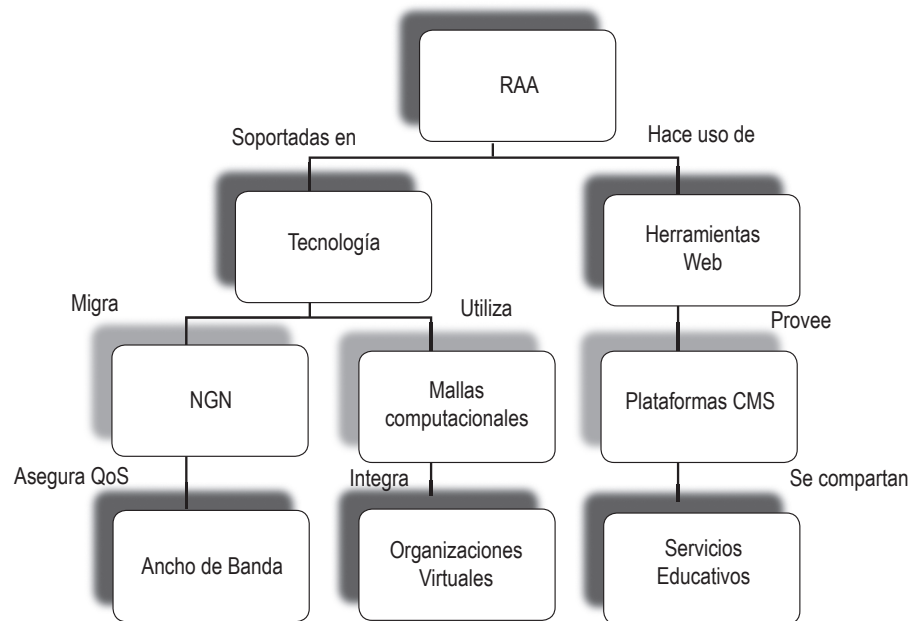 RAA
Soportadas en
Hace uso de
Tecnología
Herramientas
Web
Migra
Utiliza
Provee
NGN
Mallas
computacionales
Plataformas CMS
Asegura QoS
Integra
Se compartan
Ancho de Banda
Organizaciones
Virtuales
Servicios
Educativos